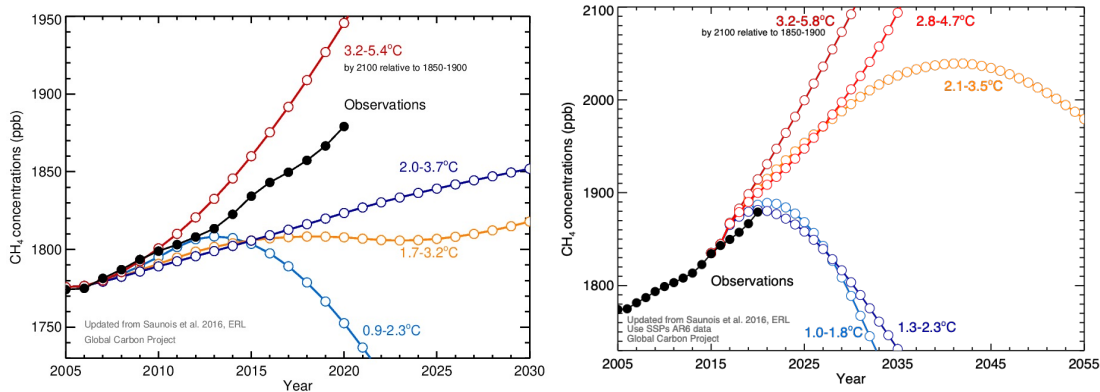 1950
1900
1850
1800
1750
CH₄ concentrations (ppb)
3.2-5.4°C
by 2100 relative to 1850-1900
Observations
2.0-3.7°C
1.7-3.2°C
0.9-2.3°C
Updated from Saunois et al. 2016, ERL
Global Carbon Project
2005 2010 2015 2020 2025 2030
Year
2100
2000
1900
1800
CH₄ concentrations (ppb)
3.2-5.8°C
by 2100 relative to 1850-1900
2.8-4.7°C
2.1-3.5°C
Observations
1.3-2.3°C
1.0-1.8°C
Updated from Saunois et al. 2016, ERL
Use SSPs AR6 data
Global Carbon Project
2005 2015 2025 2035 2045 2055
Year